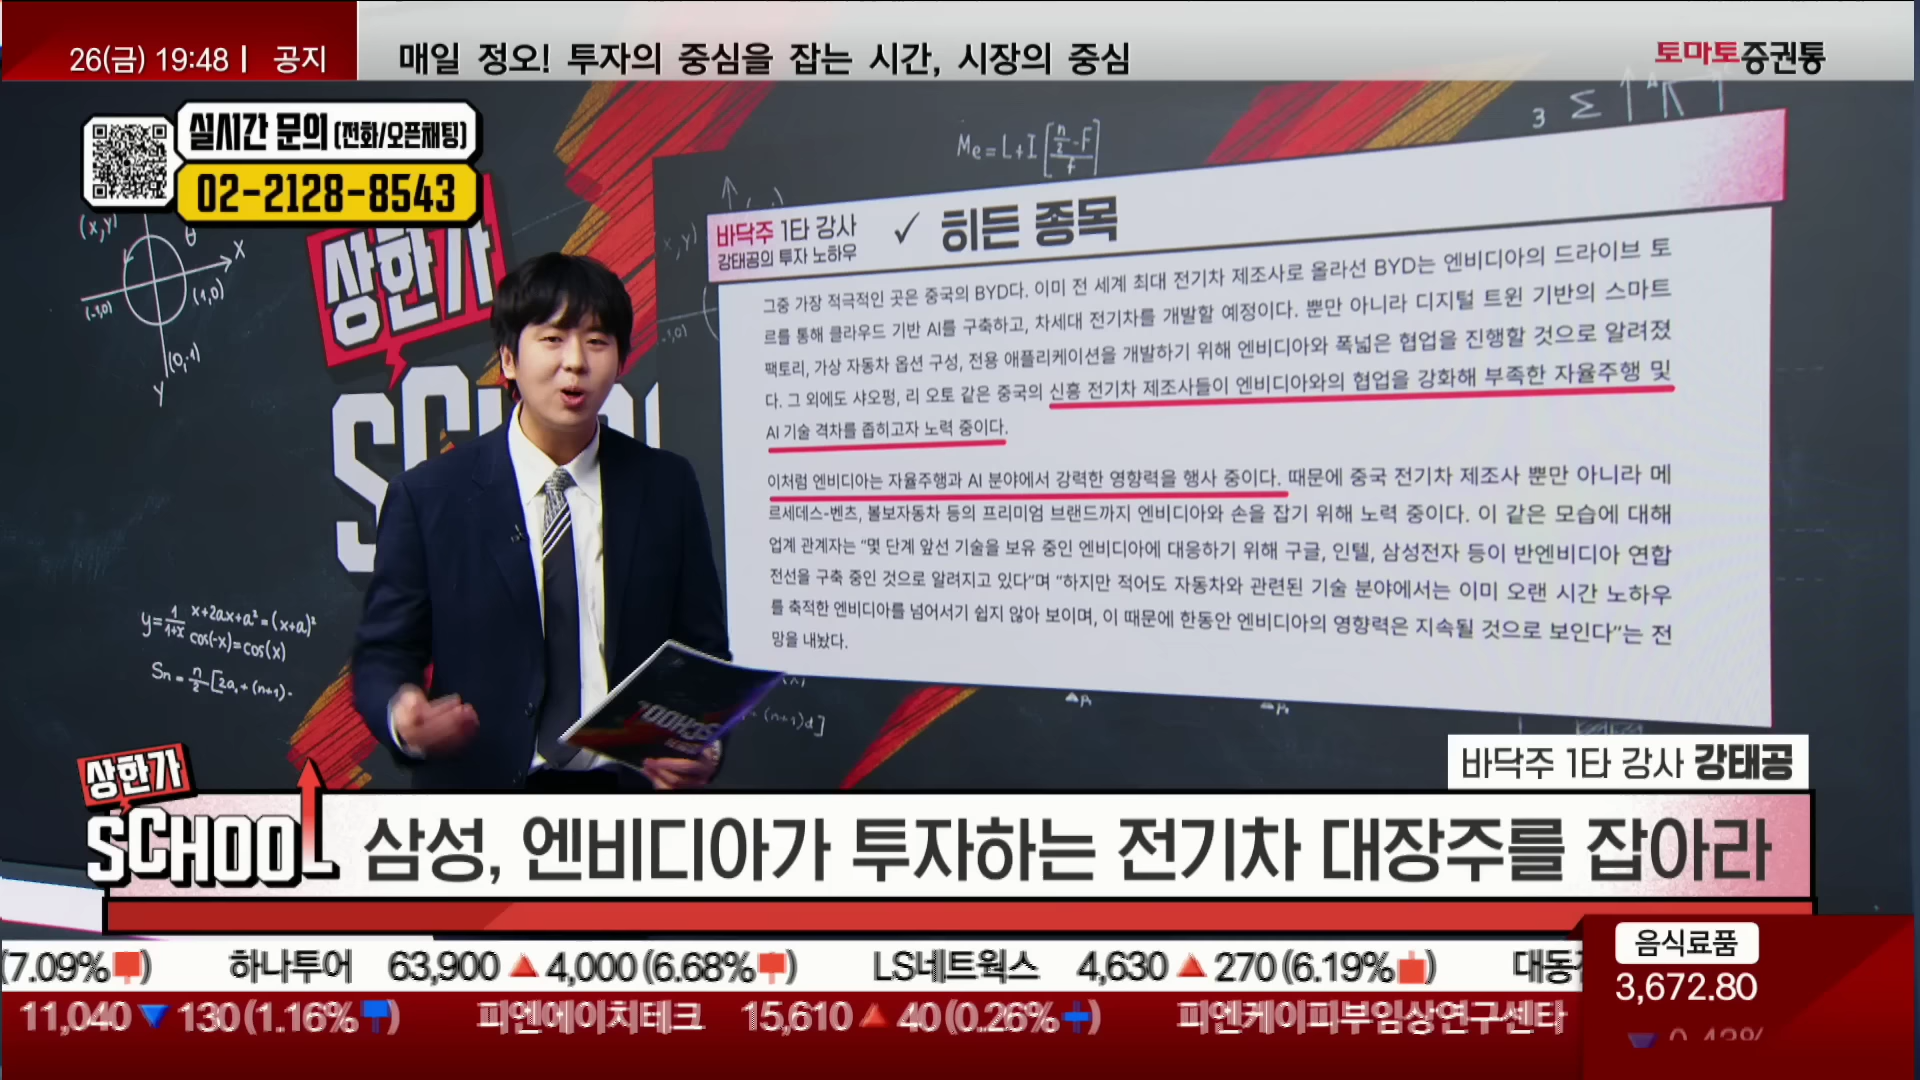 26(금) 19:48 | 공지
매일 정오! 투자의 중심을 잡는 시간, 시장의 중심
토마토증권통
실시간 문의 (전화/오픈채팅)
02-2128-8543
바닥주 1타 강사
강태공의 투자 노하우
✓ 히든 종목
그중 가장 적극적인 곳은 중국의 BYD다. 이미 전 세계 최대 전기차 제조사로 올라선 BYD는 엔비디아의 드라이브 토
르를 통해 클라우드 기반 AI를 구축하고, 차세대 전기차를 개발할 예정이다. 뿐만 아니라 디지털 트윈 기반의 스마트
팩토리, 가상 자동차 옵션 구성, 전용 애플리케이션을 개발하기 위해 엔비디아와 폭넓은 협업을 진행할 것으로 알려졌
다. 그 외에도 샤오펑, 리 오토 같은 중국의 신흥 전기차 제조사들이 엔비디아와의 협업을 강화해 부족한 자율주행 및
AI 기술 격차를 좁히고자 노력 중이다.
이처럼 엔비디아는 자율주행과 AI 분야에서 강력한 영향력을 행사 중이다. 때문에 중국 전기차 제조사 뿐만 아니라 메
르세데스-벤츠, 볼보자동차 등의 프리미엄 브랜드까지 엔비디아와 손을 잡기 위해 노력 중이다. 이 같은 모습에 대해
업계 관계자는 “몇 단계 앞선 기술을 보유 중인 엔비디아에 대응하기 위해 구글, 인텔, 삼성전자 등이 반엔비디아 연합
전선을 구축 중인 것으로 알려지고 있다”며 “하지만 적어도 자동차와 관련된 기술 분야에서는 이미 오랜 시간 노하우
를 축적한 엔비디아를 넘어서기 쉽지 않아 보이며, 이 때문에 한동안 엔비디아의 영향력은 지속될 것으로 보인다”는 전
망을 내놨다.
상한가
Me=L+I[(n/2-F)/f]
(x,y)
θ
X
(1,0)
(-1,0)
(0,-1)
Y
y=1/(1+x) x+2ax+a²=(x+a)²
cos(-x)=cos(x)
Sn=n/2[2a,+(n+1)-
바닥주 1타 강사 강태공
상한가
SCHOOL
삼성, 엔비디아가 투자하는 전기차 대장주를 잡아라
(7.09% ) 하나투어 63,900 ▲ 4,000 (6.68% ) LS네트웍스 4,630 ▲ 270 (6.19% ) 대동
11,040 ▼ 130 (1.16% ) 피엔에이치테크 15,610 ▲ 40 (0.26% ) 피엔케이피부임상연구센타
음식료품
3,672.80
▼ 0.43%